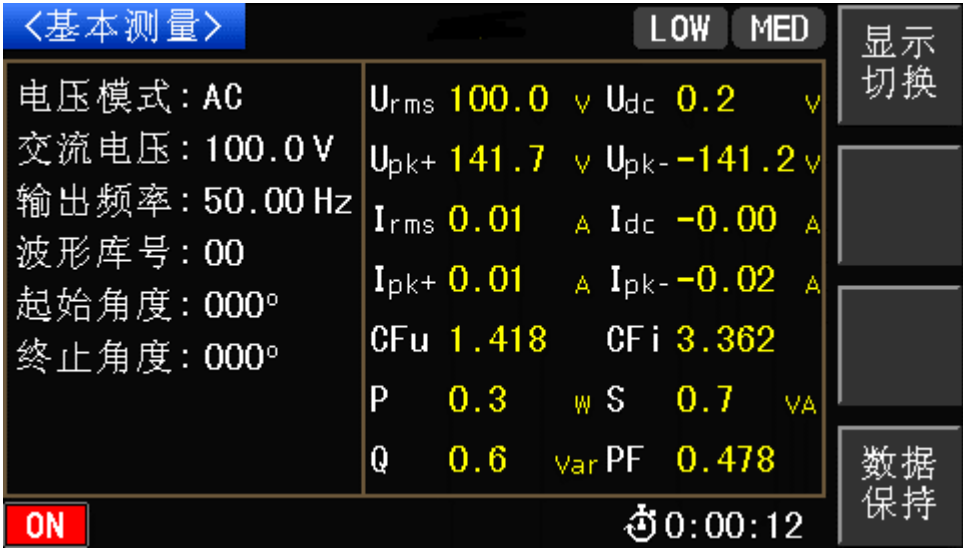 <基本测量>
LOW MED
显示
切换
电压模式:AC
交流电压:100.0V
输出频率:50.00Hz
波形库号:00
起始角度:000°
终止角度:000°
Urms 100.0 V Udc 0.2 V
Upk+ 141.7 V Upk- -141.2 V
Irms 0.01 A Idc -0.00 A
Ipk+ 0.01 A Ipk- -0.02 A
CFu 1.418 CFi 3.362
P 0.3 W S 0.7 VA
Q 0.6 Var PF 0.478
数据
保持
ON
0:00:12